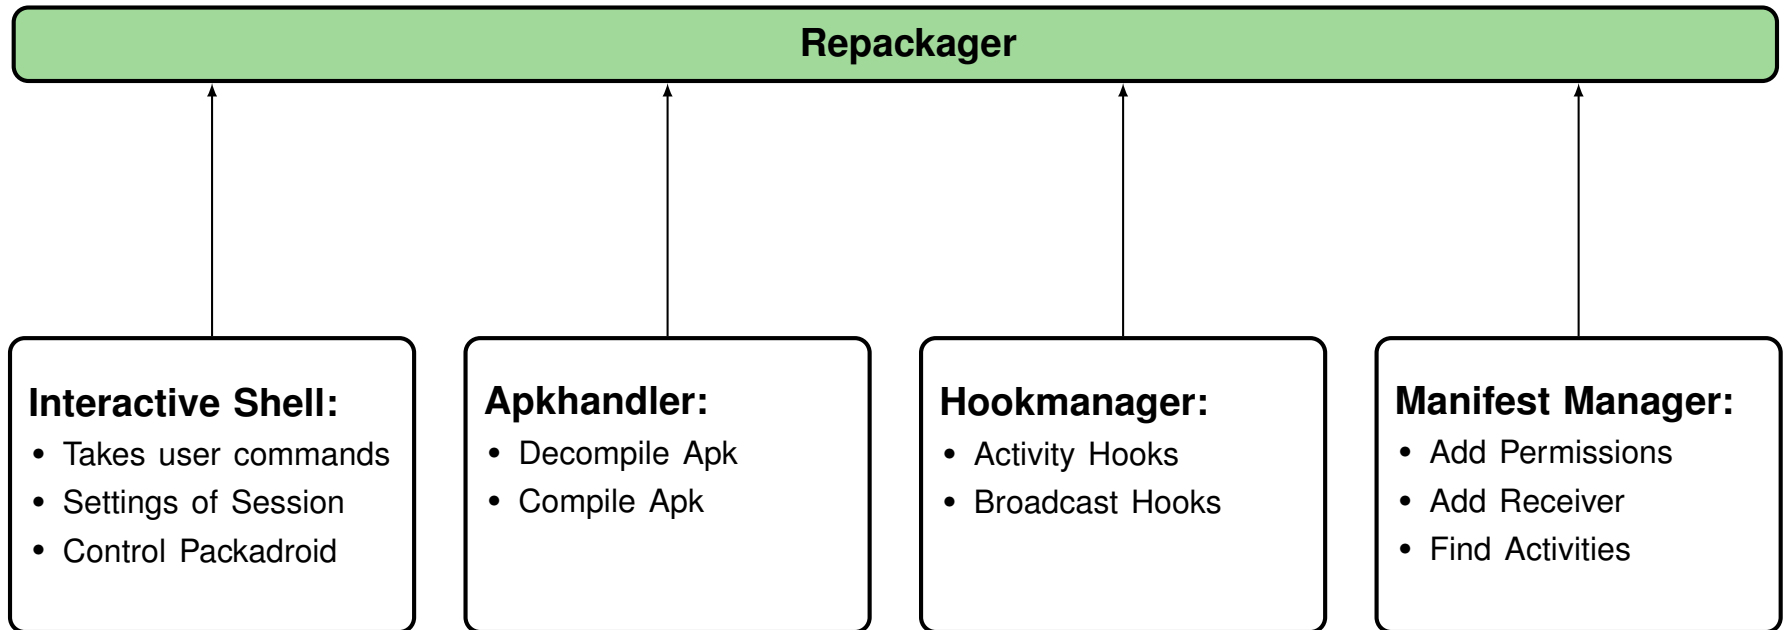 Repackager
Interactive Shell:
• Takes user commands
• Settings of Session
• Control Packadroid
Apkhandler:
• Decompile Apk
• Compile Apk
Hookmanager:
• Activity Hooks
• Broadcast Hooks
Manifest Manager:
• Add Permissions
• Add Receiver
• Find Activities